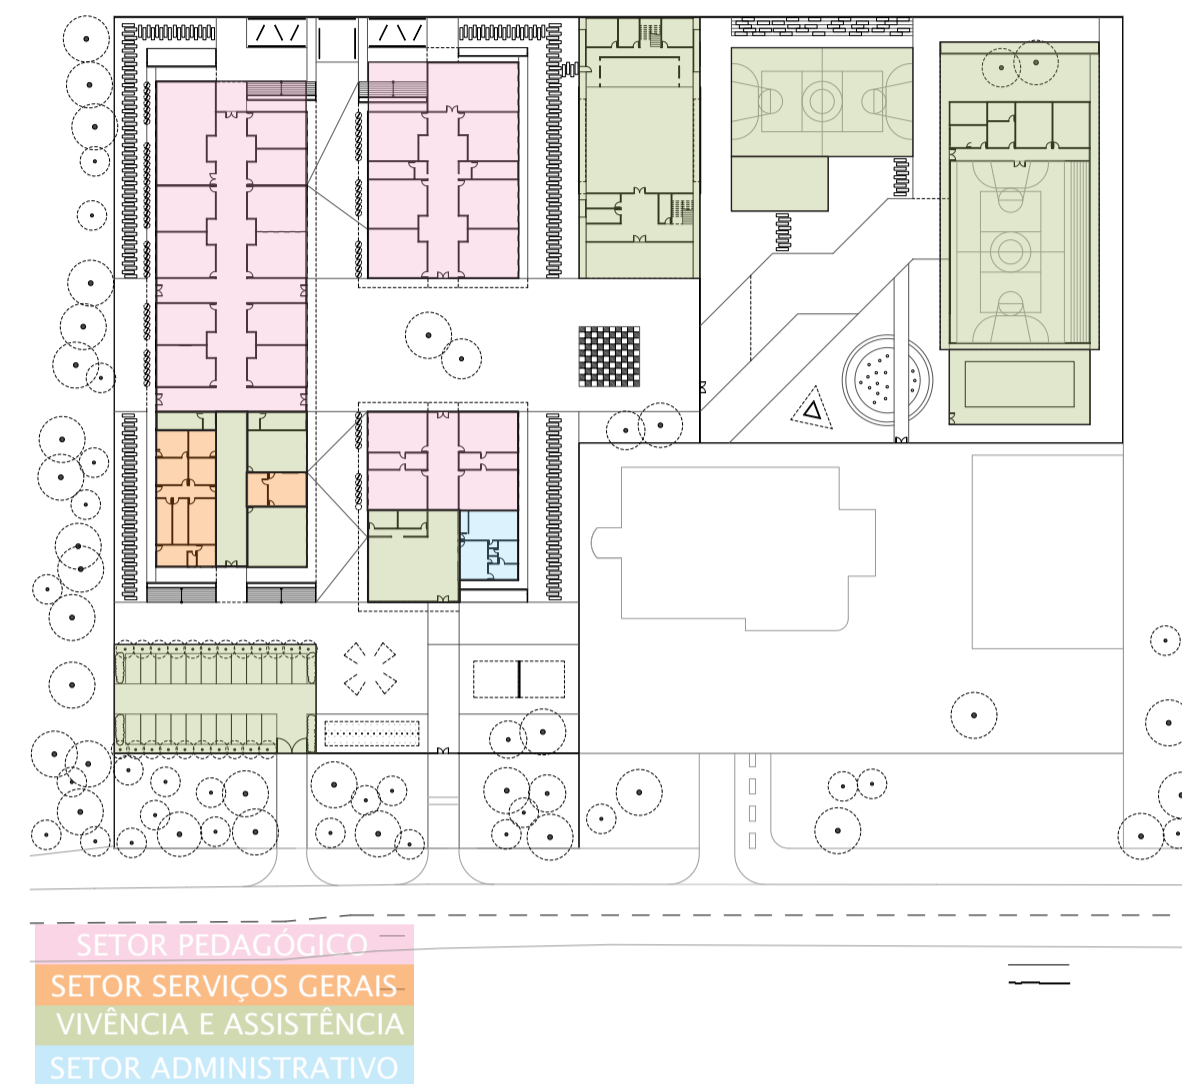 SETOR PEDAGÓGICO
SETOR SERVIÇOS GERAIS
VIVÊNCIA E ASSISTÊNCIA
SETOR ADMINISTRATIVO